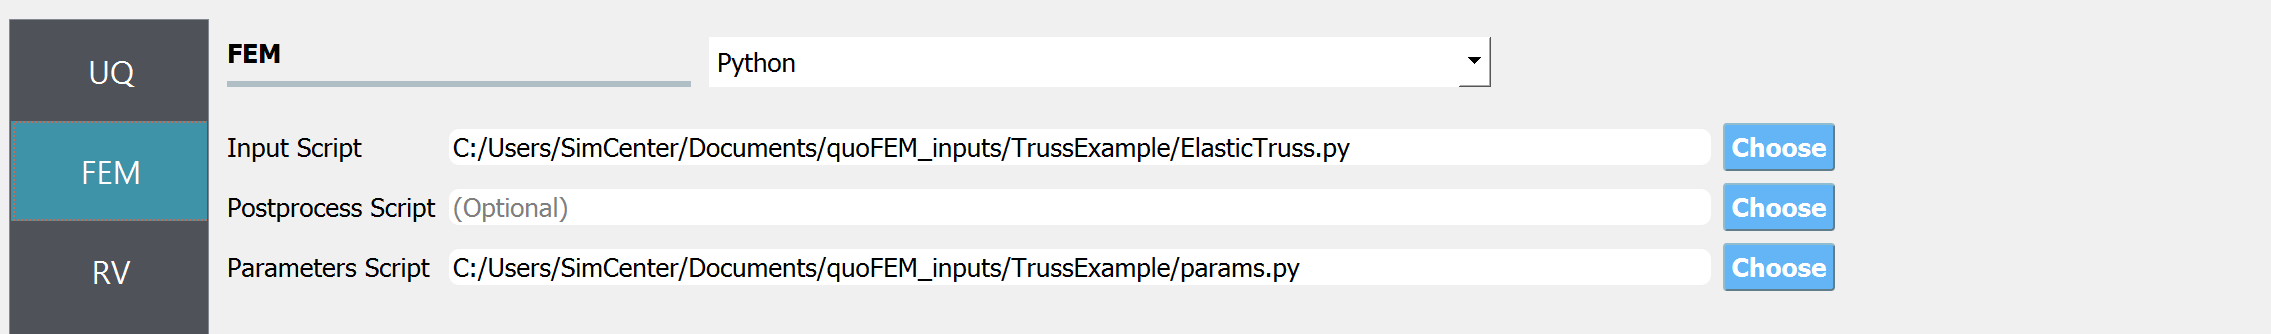 UQ
FEM
RV
FEM
Python
Input Script C:/Users/SimCenter/Documents/quoFEM_inputs/TrussExample/ElasticTruss.py Choose
Postprocess Script (Optional) Choose
Parameters Script C:/Users/SimCenter/Documents/quoFEM_inputs/TrussExample/params.py Choose